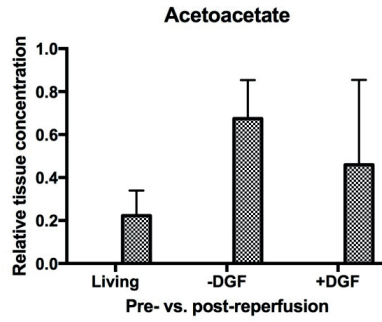 Acetoacetate
Relative tissue concentration
1.0
0.8
0.6
0.4
0.2
0.0
Living
-DGF
+DGF
Pre- vs. post-reperfusion